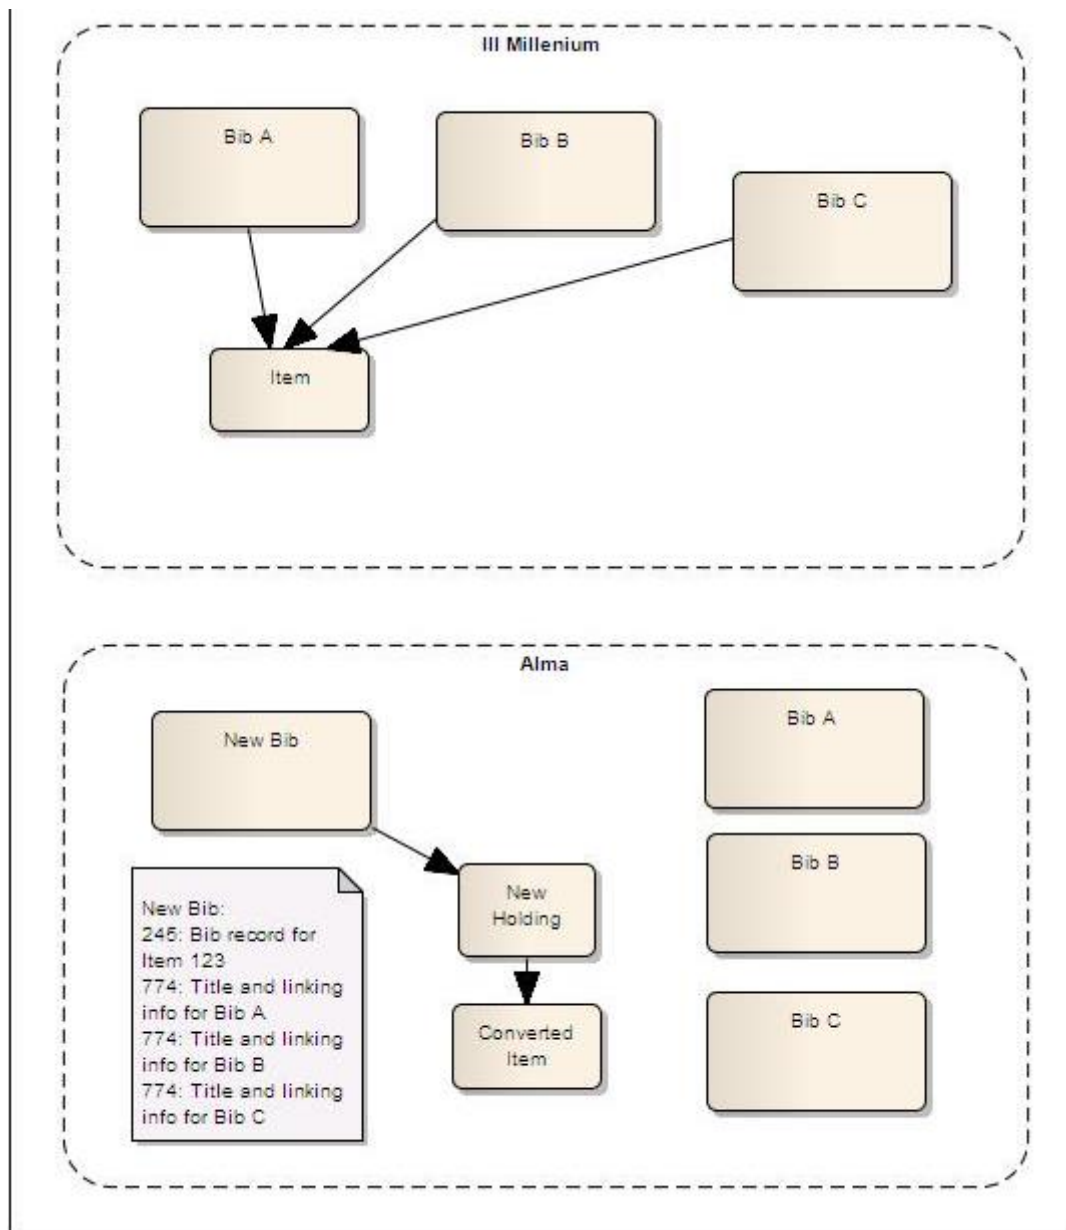 III Millenium
Bib A
Bib B
Bib C
Item
Alma
New Bib
Bib A
Bib B
New
Holding
New Bib:
245: Bib record for
Item 123
774: Title and linking
info for Bib A
774: Title and linking
info for Bib B
774: Title and linking
info for Bib C
Converted
Item
Bib C